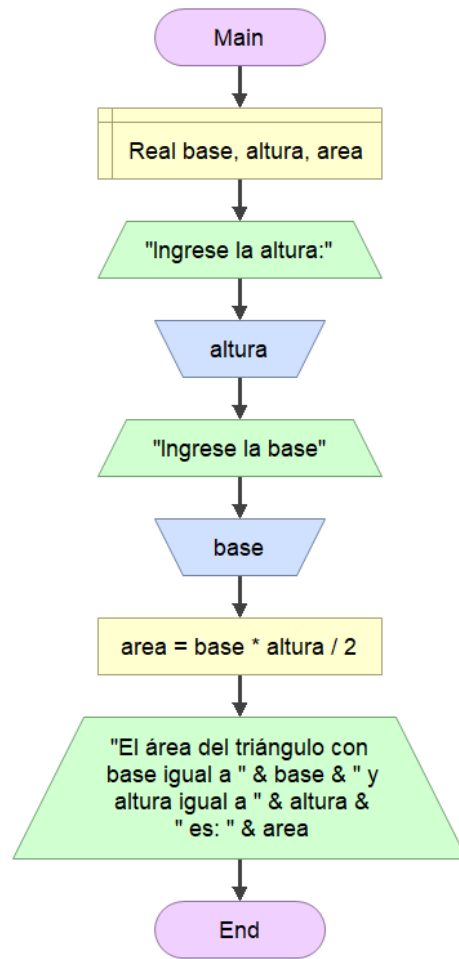 Main
Real base, altura, area
"Ingrese la altura:"
altura
"Ingrese la base"
base
area = base * altura / 2
"El área del triángulo con
base igual a " & base & " y
altura igual a " & altura &
" es: " & area
End